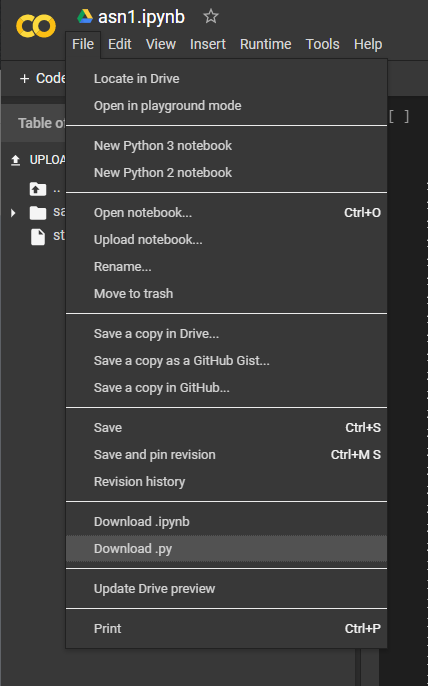 asn1.ipynb
File Edit View Insert Runtime Tools Help
+ Code
Locate in Drive
Open in playground mode
Table of
[ ]
New Python 3 notebook
UPLOA
New Python 2 notebook
..
Open notebook... Ctrl+O
sa
Upload notebook...
st
Rename...
Move to trash
Save a copy in Drive...
Save a copy as a GitHub Gist...
Save a copy in GitHub...
Save Ctrl+S
Save and pin revision Ctrl+M S
Revision history
Download .ipynb
Download .py
Update Drive preview
Print Ctrl+P